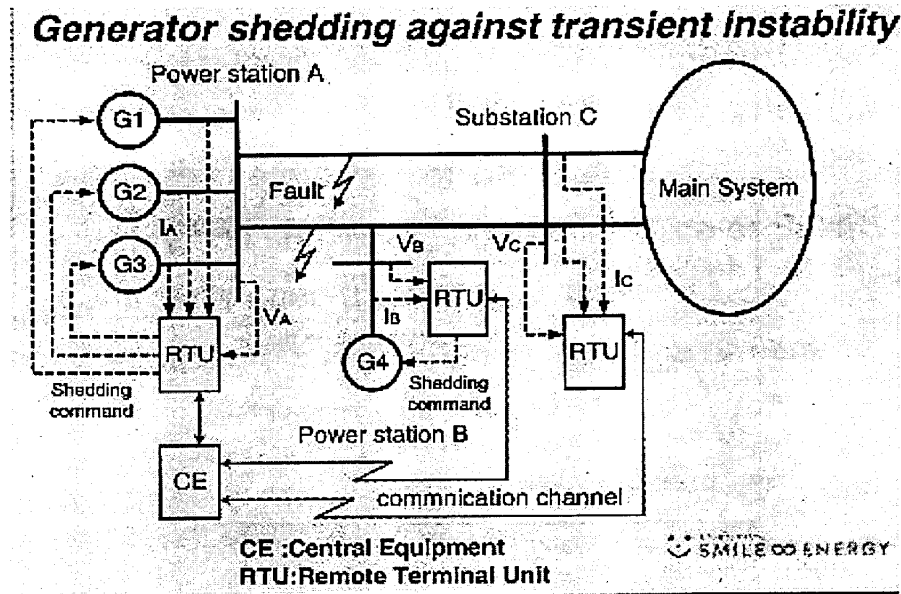 Generator shedding against transient instability
Power station A
G1
Substation C
G2
Fault
Main System
IA
G3
VB
VC
RTU
IC
VA
IB
RTU
G4
RTU
Shedding
command
Shedding
command
Power station B
CE
commnication channel
CE :Central Equipment
RTU:Remote Terminal Unit
SMILE ENERGY